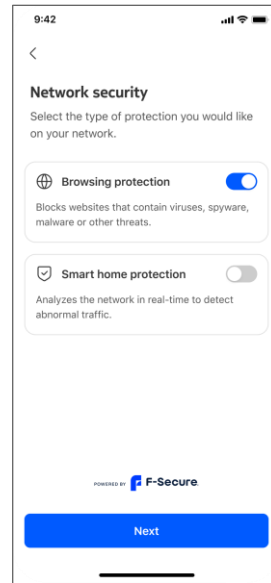 9:42
Network security
Select the type of protection you would like
on your network.
Browsing protection
Blocks websites that contain viruses, spyware,
malware or other threats.
Smart home protection
Analyzes the network in real-time to detect
abnormal traffic.
POWERED BY F-Secure.
Next